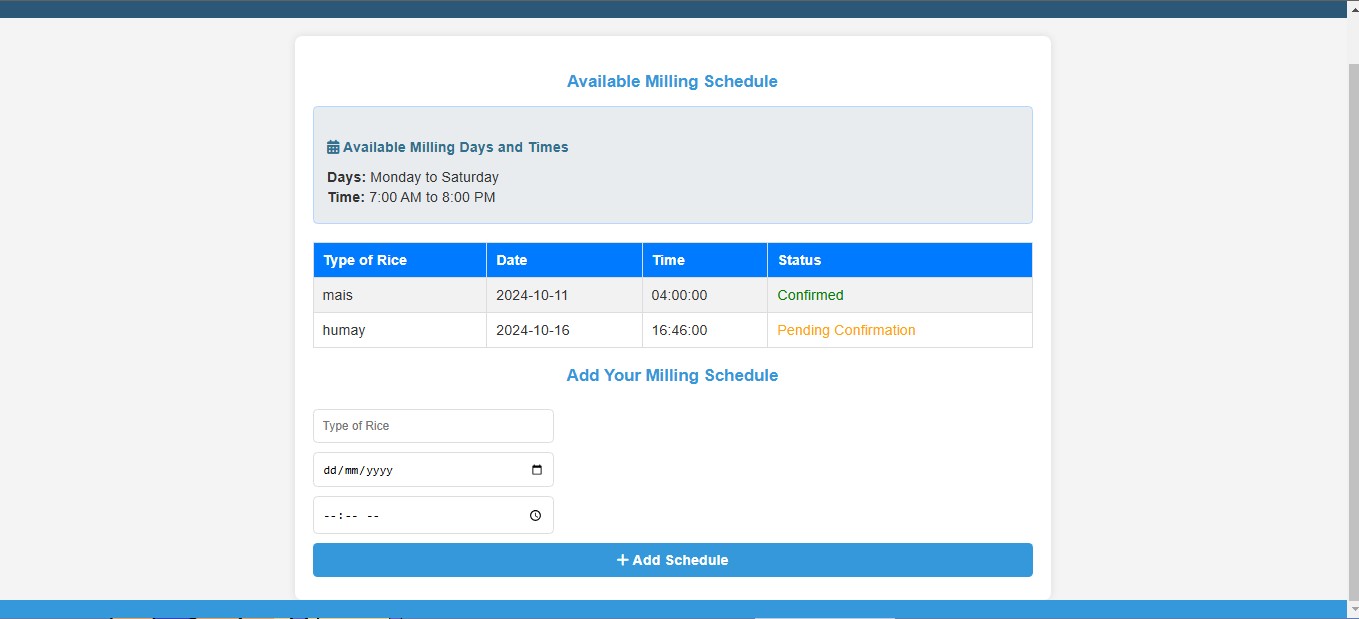 Available Milling Schedule
Available Milling Days and Times
Days: Monday to Saturday
Time: 7:00 AM to 8:00 PM
Type of Rice Date Time Status
mais 2024-10-11 04:00:00 Confirmed
humay 2024-10-16 16:46:00 Pending Confirmation
Add Your Milling Schedule
Type of Rice
dd/mm/yyyy
--:-- --
+ Add Schedule